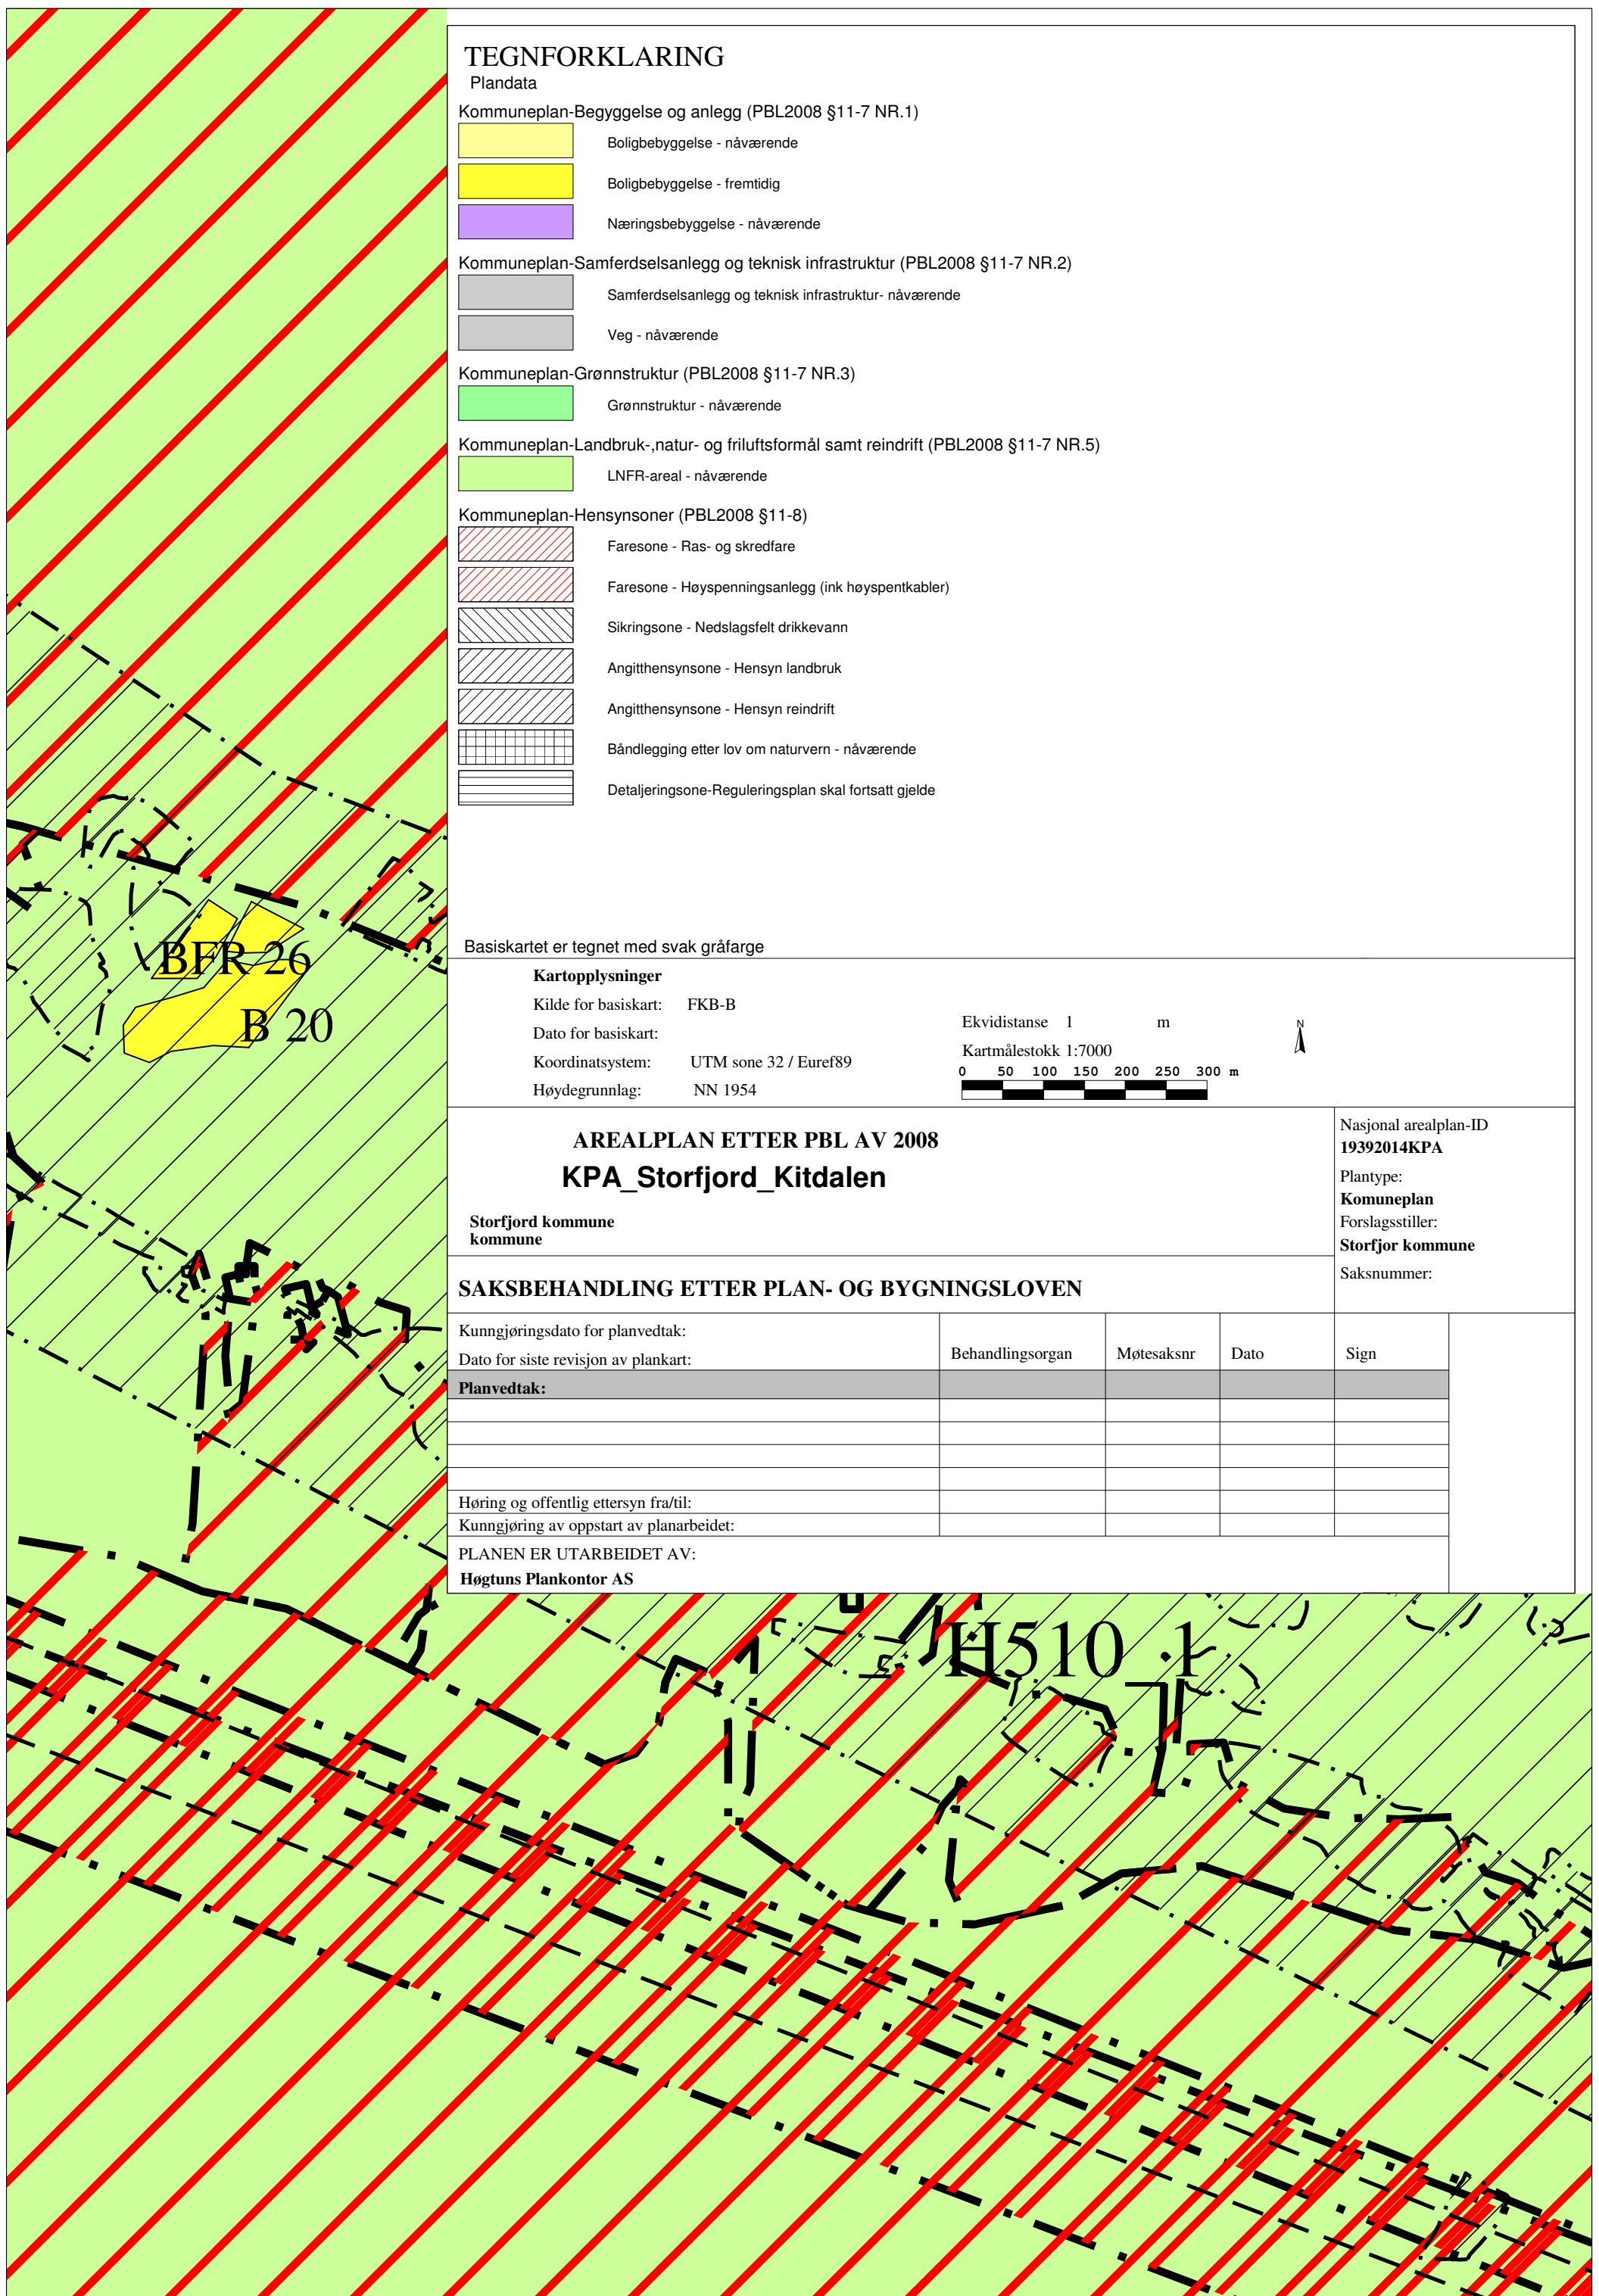 TEGNFORKLARING
Plandata
Kommuneplan-Begyggelse og anlegg (PBL2008 §11-7 NR.1)
Boligbebyggelse - nåværende
Boligbebyggelse - fremtidig
Næringsbebyggelse - nåværende
Kommuneplan-Samferdselsanlegg og teknisk infrastruktur (PBL2008 §11-7 NR.2)
Samferdselsanlegg og teknisk infrastruktur- nåværende
Veg - nåværende
Kommuneplan-Grønnstruktur (PBL2008 §11-7 NR.3)
Grønnstruktur - nåværende
Kommuneplan-Landbruk-,natur- og friluftsformål samt reindrift (PBL2008 §11-7 NR.5)
LNFR-areal - nåværende
Kommuneplan-Hensynsoner (PBL2008 §11-8)
Faresone - Ras- og skredfare
Faresone - Høyspenningsanlegg (ink høyspentkabler)
Sikringsone - Nedslagsfelt drikkevann
Angitthensynsone - Hensyn landbruk
Angitthensynsone - Hensyn reindrift
Båndlegging etter lov om naturvern - nåværende
Detaljeringsone-Reguleringsplan skal fortsatt gjelde
BFR 26
B 20
Basiskartet er tegnet med svak gråfarge
Kartopplysninger
Kilde for basiskart: FKB-B
Dato for basiskart:
Koordinatsystem: UTM sone 32 / Euref89
Høydegrunnlag: NN 1954
Ekvidistanse 1 m
Kartmålestokk 1:7000
0 50 100 150 200 250 300 m
N
AREALPLAN ETTER PBL AV 2008
KPA_Storfjord_Kitdalen
Storfjord kommune
kommune
Nasjonal arealplan-ID
19392014KPA
Plantype:
Komuneplan
Forslagsstiller:
Storfjor kommune
Saksnummer:
SAKSBEHANDLING ETTER PLAN- OG BYGNINGSLOVEN
Kunngjøringsdato for planvedtak:
Dato for siste revisjon av plankart:
Behandlingsorgan Møtesaksnr Dato Sign
Planvedtak:
Høring og offentlig ettersyn fra/til:
Kunngjøring av oppstart av planarbeidet:
PLANEN ER UTARBEIDET AV:
Høgtuns Plankontor AS
H510 1